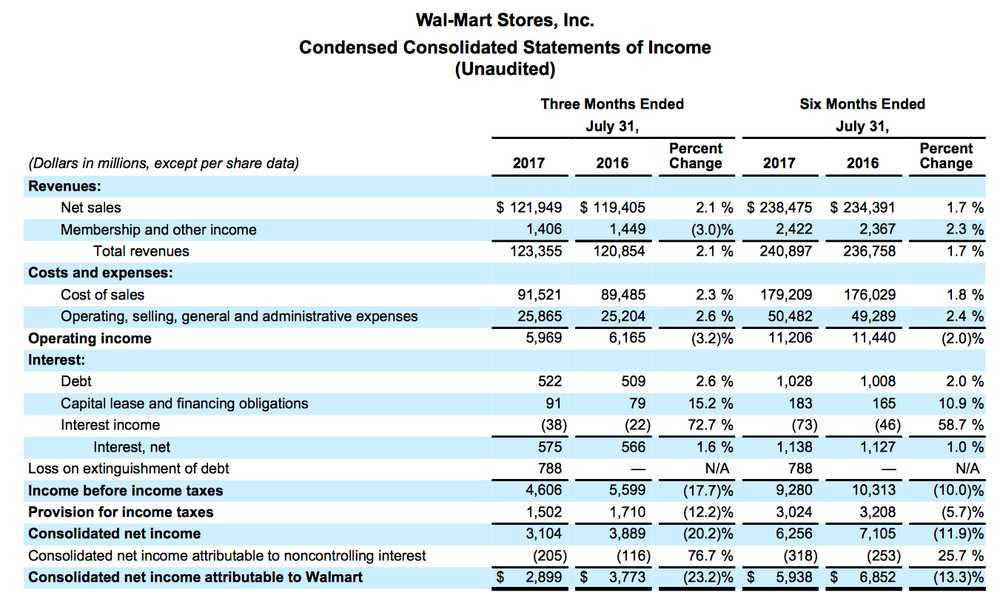 Wal-Mart Stores, Inc.
Condensed Consolidated Statements of Income
(Unaudited)
Three Months Ended Six Months Ended
July 31, July 31,
Percent Percent
(Dollars in millions, except per share data) 2017 2016 Change 2017 2016 Change
Revenues:
Net sales $ 121,949 $ 119,405 2.1 % $ 238,475 $ 234,391 1.7 %
Membership and other income 1,406 1,449 (3.0)% 2,422 2,367 2.3 %
Total revenues 123,355 120,854 2.1 % 240,897 236,758 1.7 %
Costs and expenses:
Cost of sales 91,521 89,485 2.3 % 179,209 176,029 1.8 %
Operating, selling, general and administrative expenses 25,865 25,204 2.6 % 50,482 49,289 2.4 %
Operating income 5,969 6,165 (3.2)% 11,206 11,440 (2.0)%
Interest:
Debt 522 509 2.6 % 1,028 1,008 2.0 %
Capital lease and financing obligations 91 79 15.2 % 183 165 10.9 %
Interest income (38) (22) 72.7 % (73) (46) 58.7 %
Interest, net 575 566 1.6 % 1,138 1,127 1.0 %
Loss on extinguishment of debt 788 — N/A 788 — N/A
Income before income taxes 4,606 5,599 (17.7)% 9,280 10,313 (10.0)%
Provision for income taxes 1,502 1,710 (12.2)% 3,024 3,208 (5.7)%
Consolidated net income 3,104 3,889 (20.2)% 6,256 7,105 (11.9)%
Consolidated net income attributable to noncontrolling interest (205) (116) 76.7 % (318) (253) 25.7 %
Consolidated net income attributable to Walmart $ 2,899 $ 3,773 (23.2)% $ 5,938 $ 6,852 (13.3)%